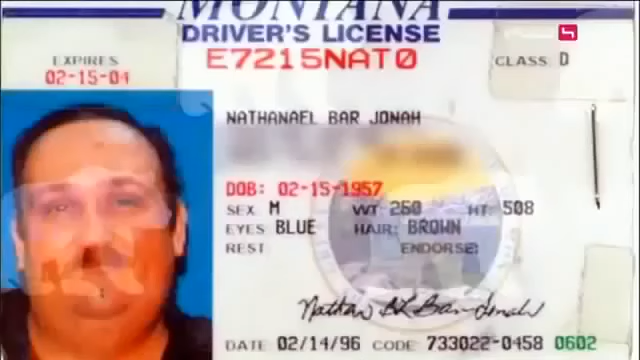 MONTANA
DRIVER'S LICENSE
EXPIRES
02-15-04
E7215NAT0
CLASS D
NATHANAEL BAR JONAH
DOB: 02-15-1957
SEX M WT 260 HT 508
EYES BLUE HAIR: BROWN
REST ENDORSE:
DATE 02/14/96 CODE 733022-0458 0602